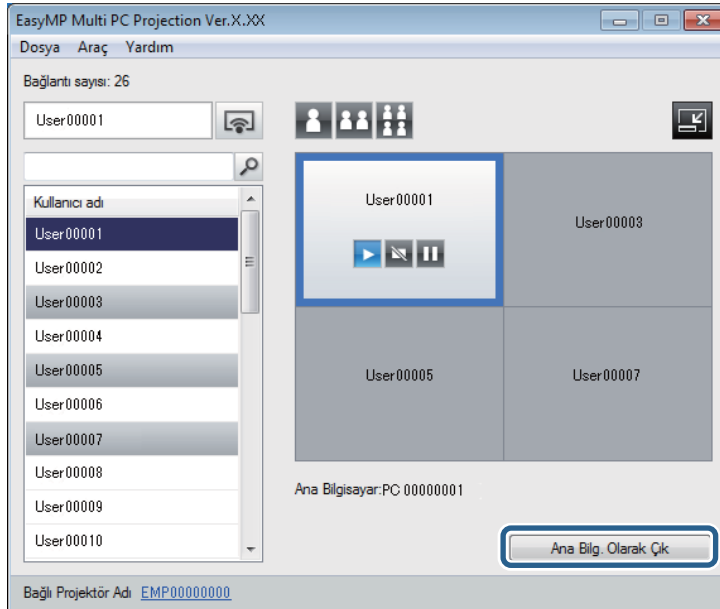 EasyMP Multi PC Projection Ver.X.XX
Dosya Araç Yardım
Bağlantı sayısı: 26
User00001
Kullanıcı adı
User00001
User00002
User00003
User00004
User00005
User00006
User00007
User00008
User00009
User00010
User00001
User00003
User00005
User00007
Ana Bilgisayar:PC 00000001
Ana Bilg. Olarak Çık
Bağlı Projektör Adı EMP00000000